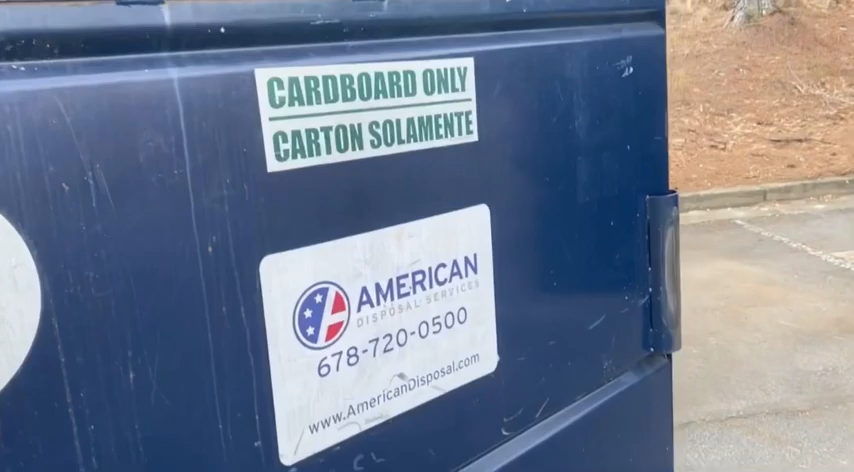 CARDBOARD ONLY
CARTON SOLAMENTE
AMERICAN
DISPOSAL SERVICES
678-720-0500
www.AmericanDisposal.com